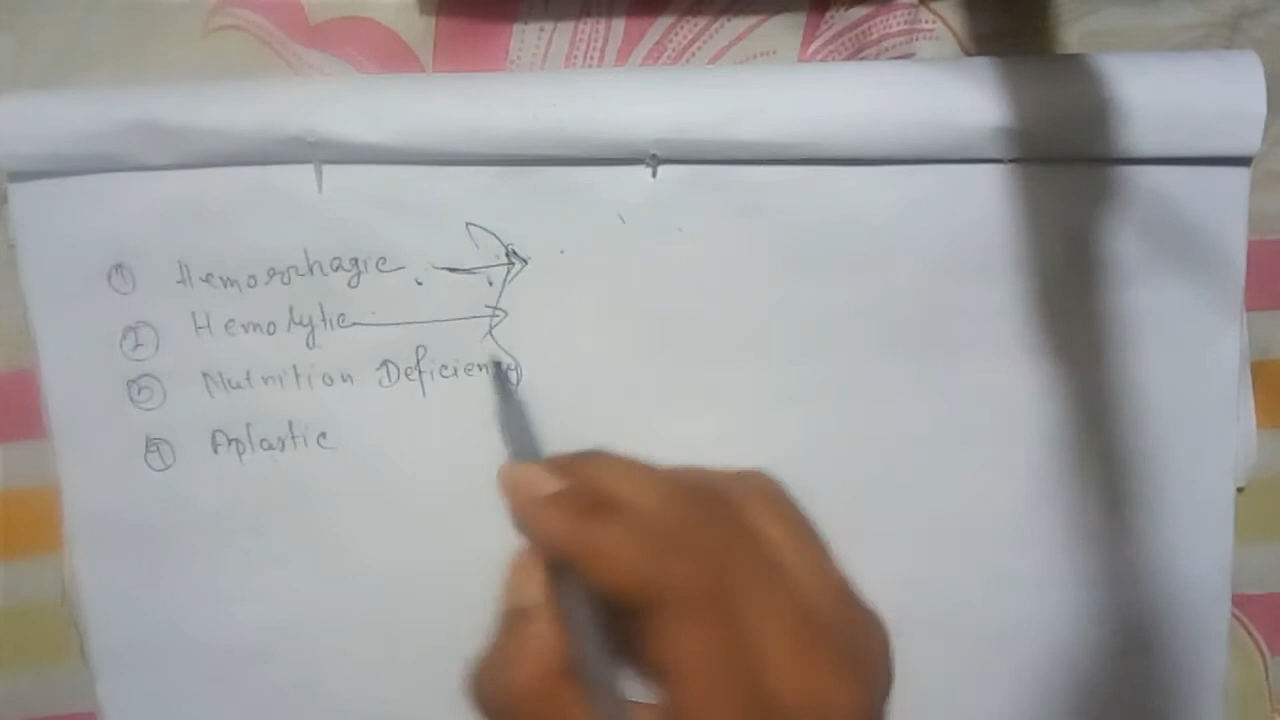 ① Hemorrhagic
② Hemolytic
③ Nutrition Deficiency
④ Aplastic